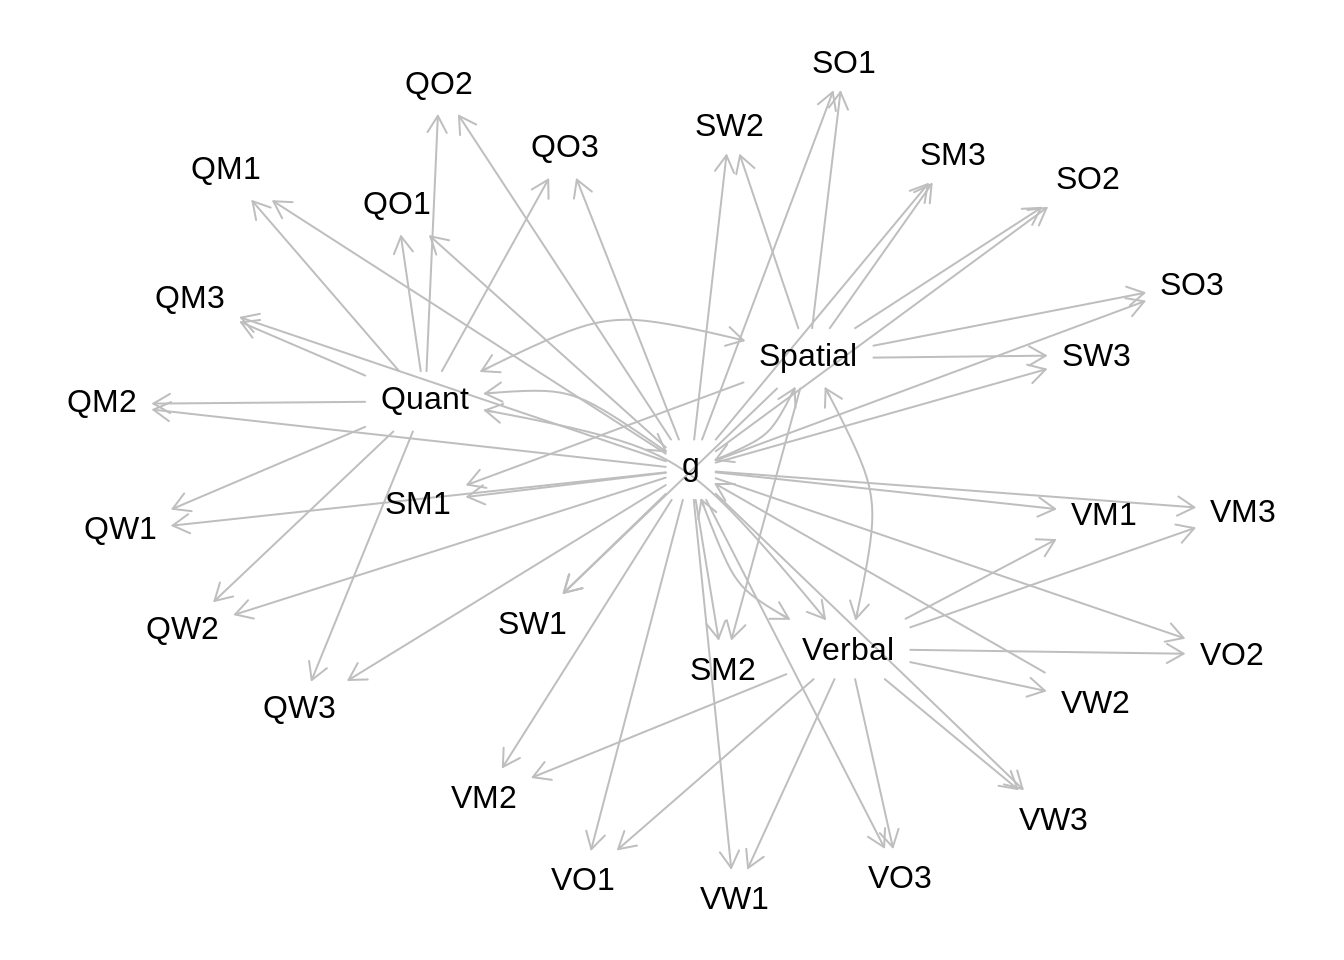 SO1
QO2
SW2
QO3
SM3
QM1
SO2
QO1
SO3
QM3
Spatial
SW3
Quant
QM2
g
SM1
VM3
VM1
QW1
SW1
QW2
Verbal
VO2
SM2
VW2
QW3
VM2
VW3
VO3
VO1
VW1